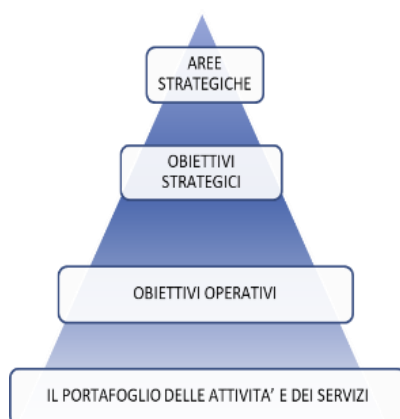 AREE
STRATEGICHE
OBIETTIVI
STRATEGICI
OBIETTIVI OPERATIVI
IL PORTAFOGLIO DELLE ATTIVITA’ E DEI SERVIZI